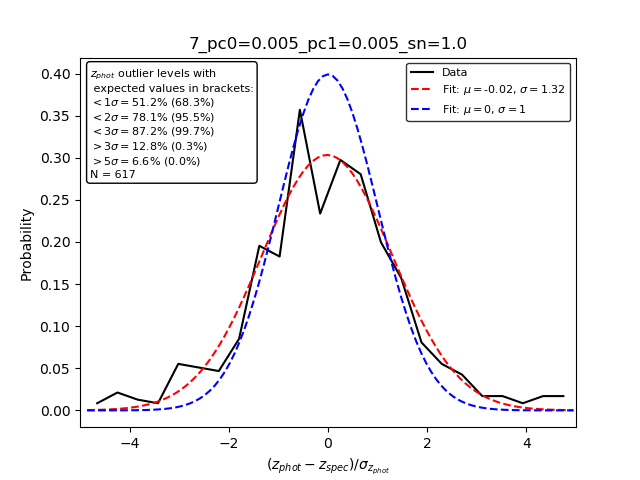 7_pc0=0.005_pc1=0.005_sn=1.0
z_phot outlier levels with
expected values in brackets:
< 1σ = 51.2% (68.3%)
< 2σ = 78.1% (95.5%)
< 3σ = 87.2% (99.7%)
> 3σ = 12.8% (0.3%)
> 5σ = 6.6% (0.0%)
N = 617
Data
Fit: μ = -0.02, σ = 1.32
Fit: μ = 0, σ = 1
Probability
0.40
0.35
0.30
0.25
0.20
0.15
0.10
0.05
0.00
−4 −2 0 2 4
(z_phot − z_spec)/σ_z_phot